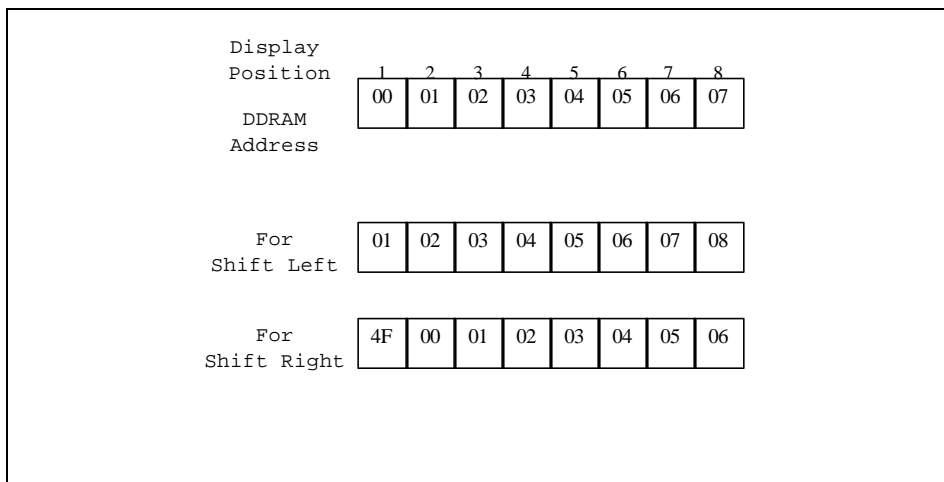 Display
Position 1 2 3 4 5 6 7 8
00 01 02 03 04 05 06 07
DDRAM
Address
For
Shift Left
01 02 03 04 05 06 07 08
For
Shift Right
4F 00 01 02 03 04 05 06